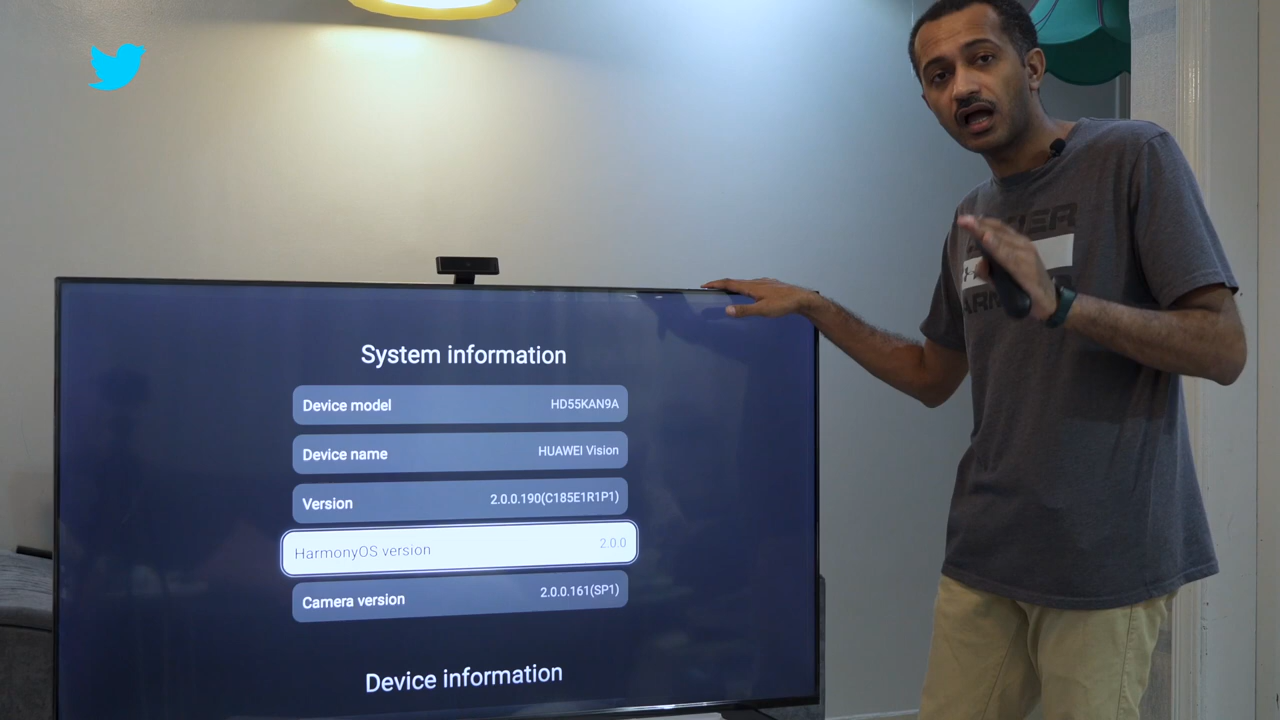 System information
Device model HD55KAN9A
Device name HUAWEI Vision
Version 2.0.0.190(C185E1R1P1)
HarmonyOS version 2.0.0
Camera version 2.0.0.161(SP1)
Device information